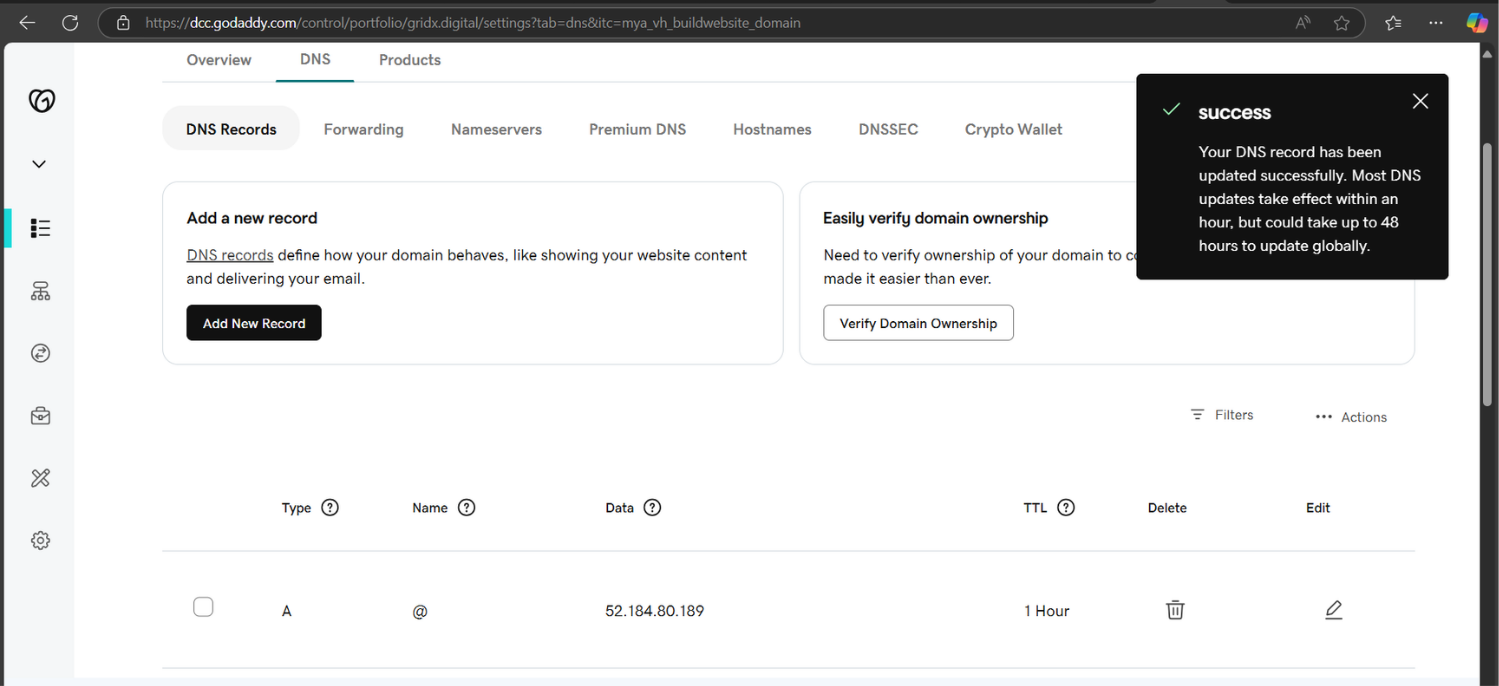 https://dcc.godaddy.com/control/portfolio/gridx.digital/settings?tab=dns&itc=mya_vh_buildwebsite_domain
Overview
DNS
Products
DNS Records
Forwarding
Nameservers
Premium DNS
Hostnames
DNSSEC
Crypto Wallet
success
Your DNS record has been
updated successfully. Most DNS
updates take effect within an
hour, but could take up to 48
hours to update globally.
Add a new record
DNS records define how your domain behaves, like showing your website content
and delivering your email.
Add New Record
Easily verify domain ownership
Need to verify ownership of your domain to
made it easier than ever.
Verify Domain Ownership
Filters
Actions
Type
Name
Data
TTL
Delete
Edit
A
@
52.184.80.189
1 Hour